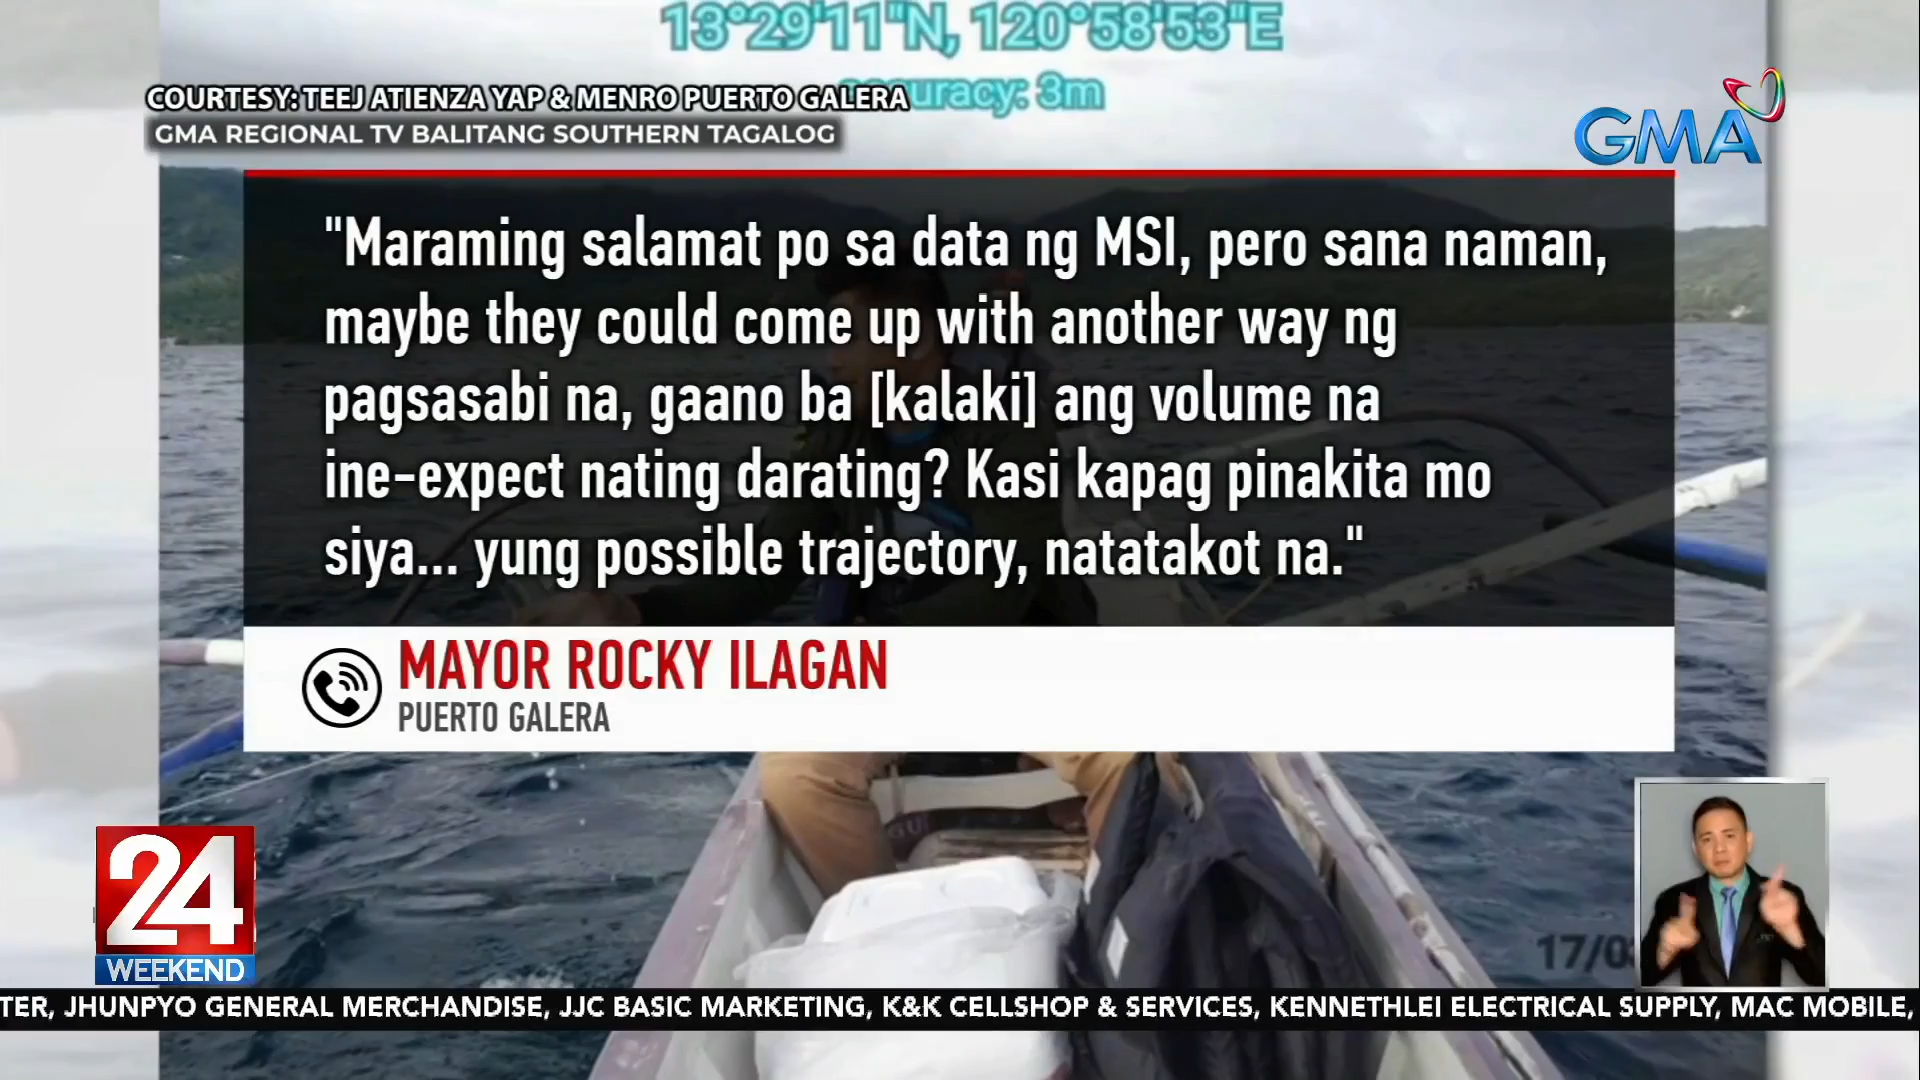 13°29'11"N, 120°58'53"E
COURTESY: TEEJ ATIENZA YAP & MENRO PUERTO GALERA
uracy: 3m
GMA REGIONAL TV BALITANG SOUTHERN TAGALOG
GMA
"Maraming salamat po sa data ng MSI, pero sana naman,
maybe they could come up with another way ng
pagsasabi na, gaano ba [kalaki] ang volume na
ine-expect nating darating? Kasi kapag pinakita mo
siya... yung possible trajectory, natatakot na."
MAYOR ROCKY ILAGAN
PUERTO GALERA
24
WEEKEND
17/0
TER, JHUNPYO GENERAL MERCHANDISE, JJC BASIC MARKETING, K&K CELLSHOP & SERVICES, KENNETHLEI ELECTRICAL SUPPLY, MAC MOBILE,